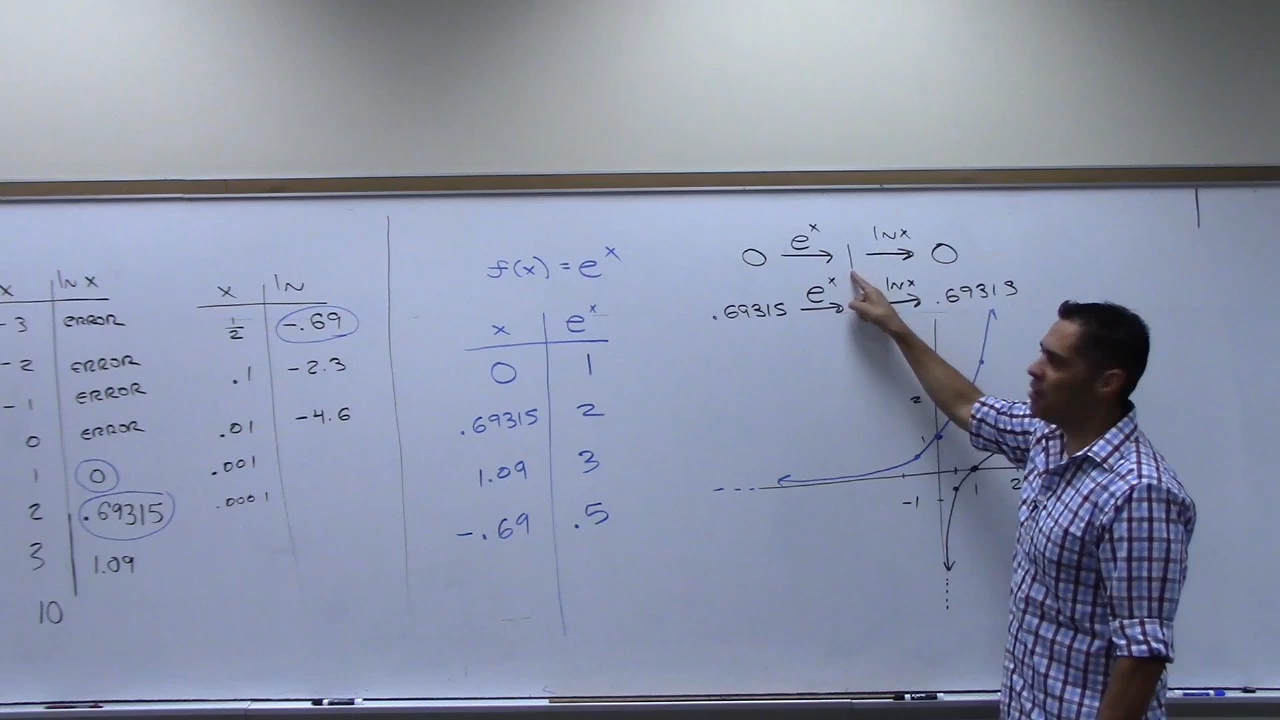 x ln x
-3 ERROR
-2 ERROR
-1 ERROR
0 ERROR
1 0
2 .69315
3 1.09
10
x ln
1/2 -.69
.1 -2.3
.01 -4.6
.001
.0001
f(x) = e^x
x e^x
0 1
.69315 2
1.09 3
-.69 .5
0 e^x → 1 ln x → 0
.69315 e^x → ln x → .69313
2
1
-1 1 2